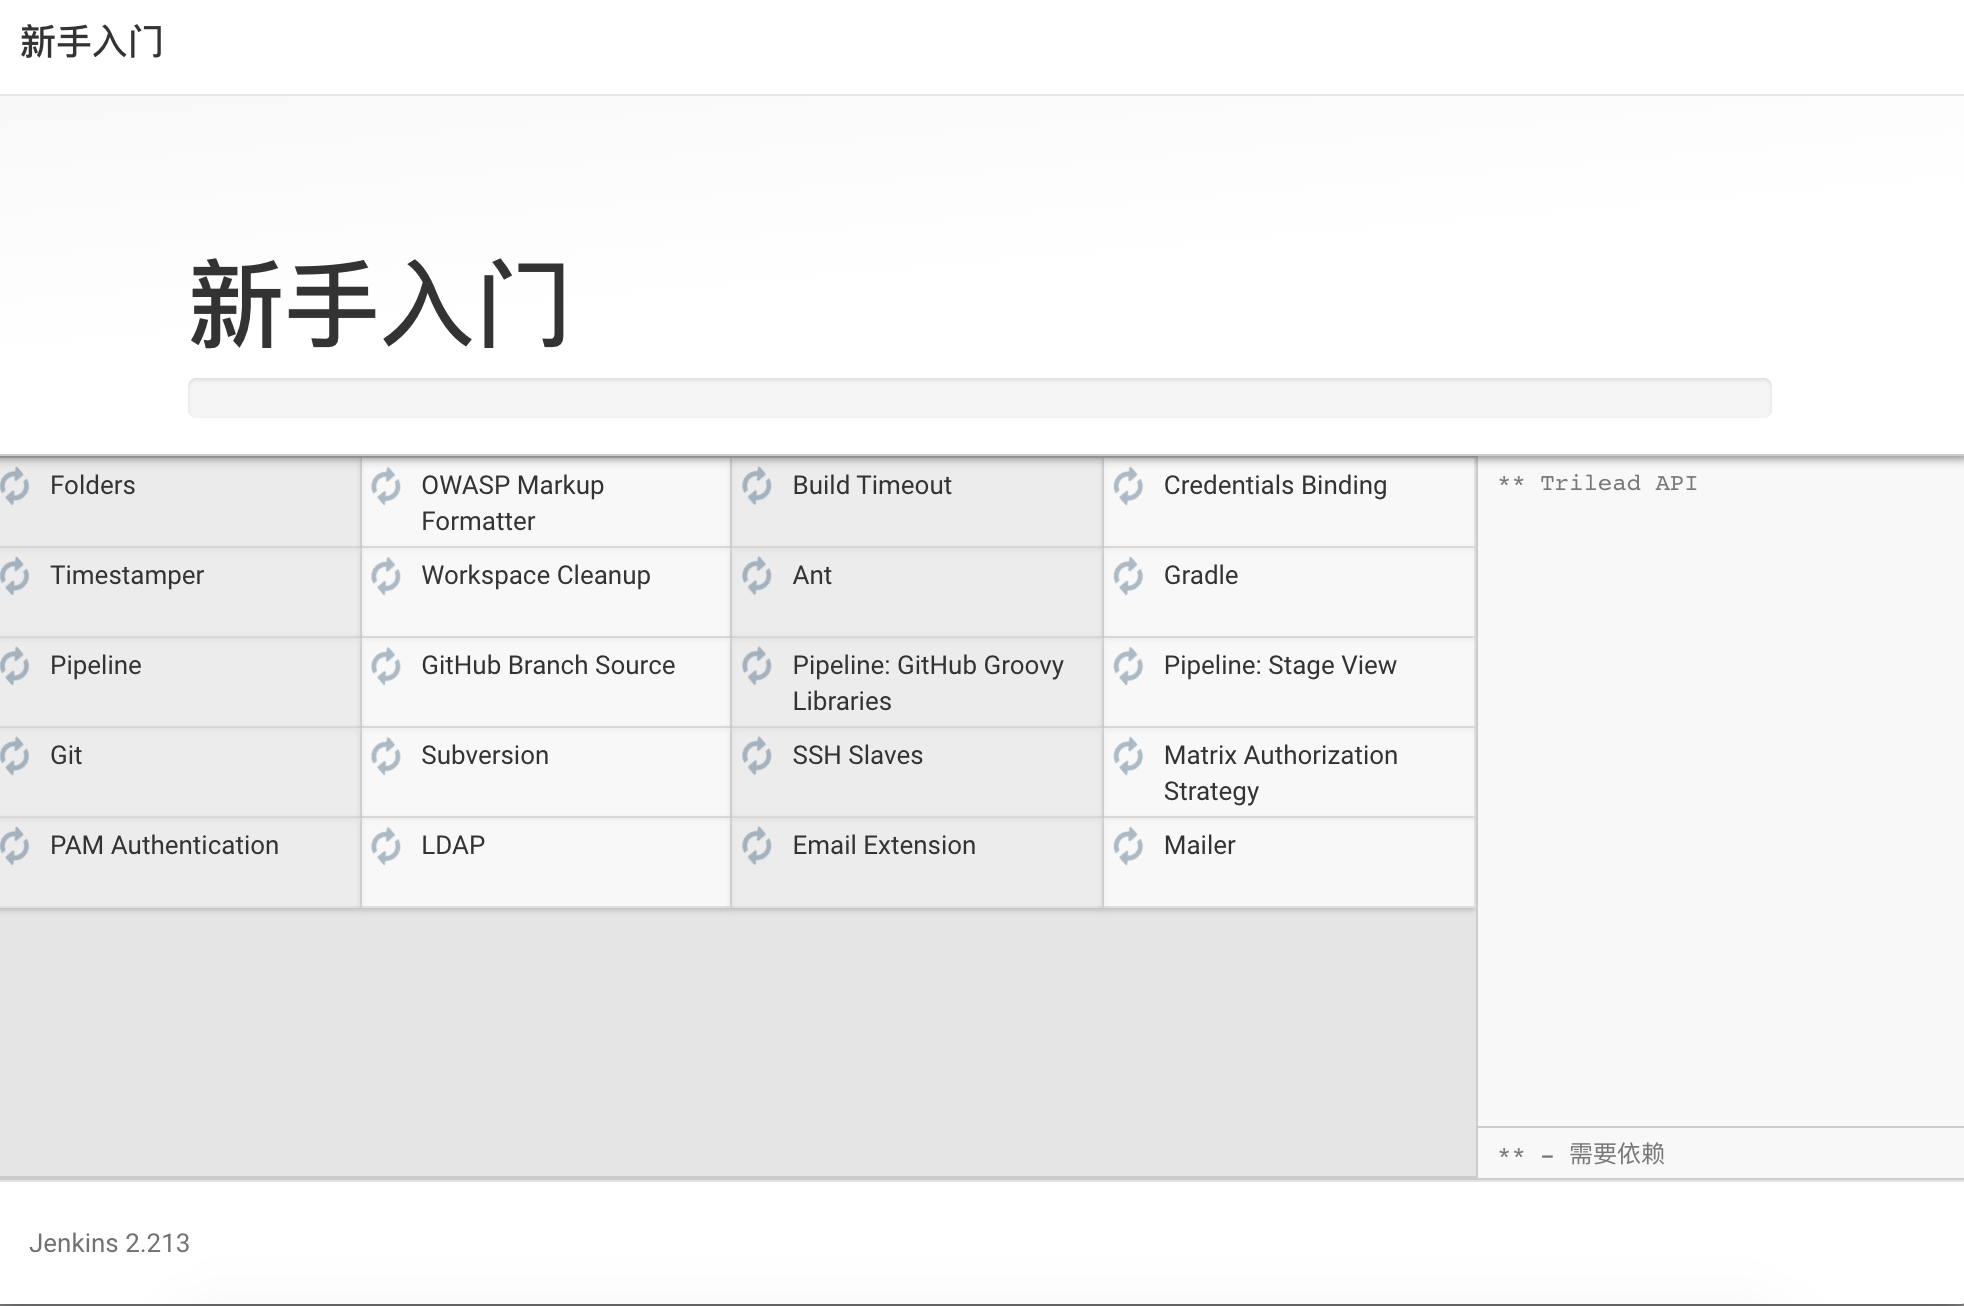 新手入门
新手入门
Folders
OWASP Markup
Formatter
Build Timeout
Credentials Binding
Timestamper
Workspace Cleanup
Ant
Gradle
Pipeline
GitHub Branch Source
Pipeline: GitHub Groovy
Libraries
Pipeline: Stage View
Git
Subversion
SSH Slaves
Matrix Authorization
Strategy
PAM Authentication
LDAP
Email Extension
Mailer
** Trilead API
** - 需要依赖
Jenkins 2.213